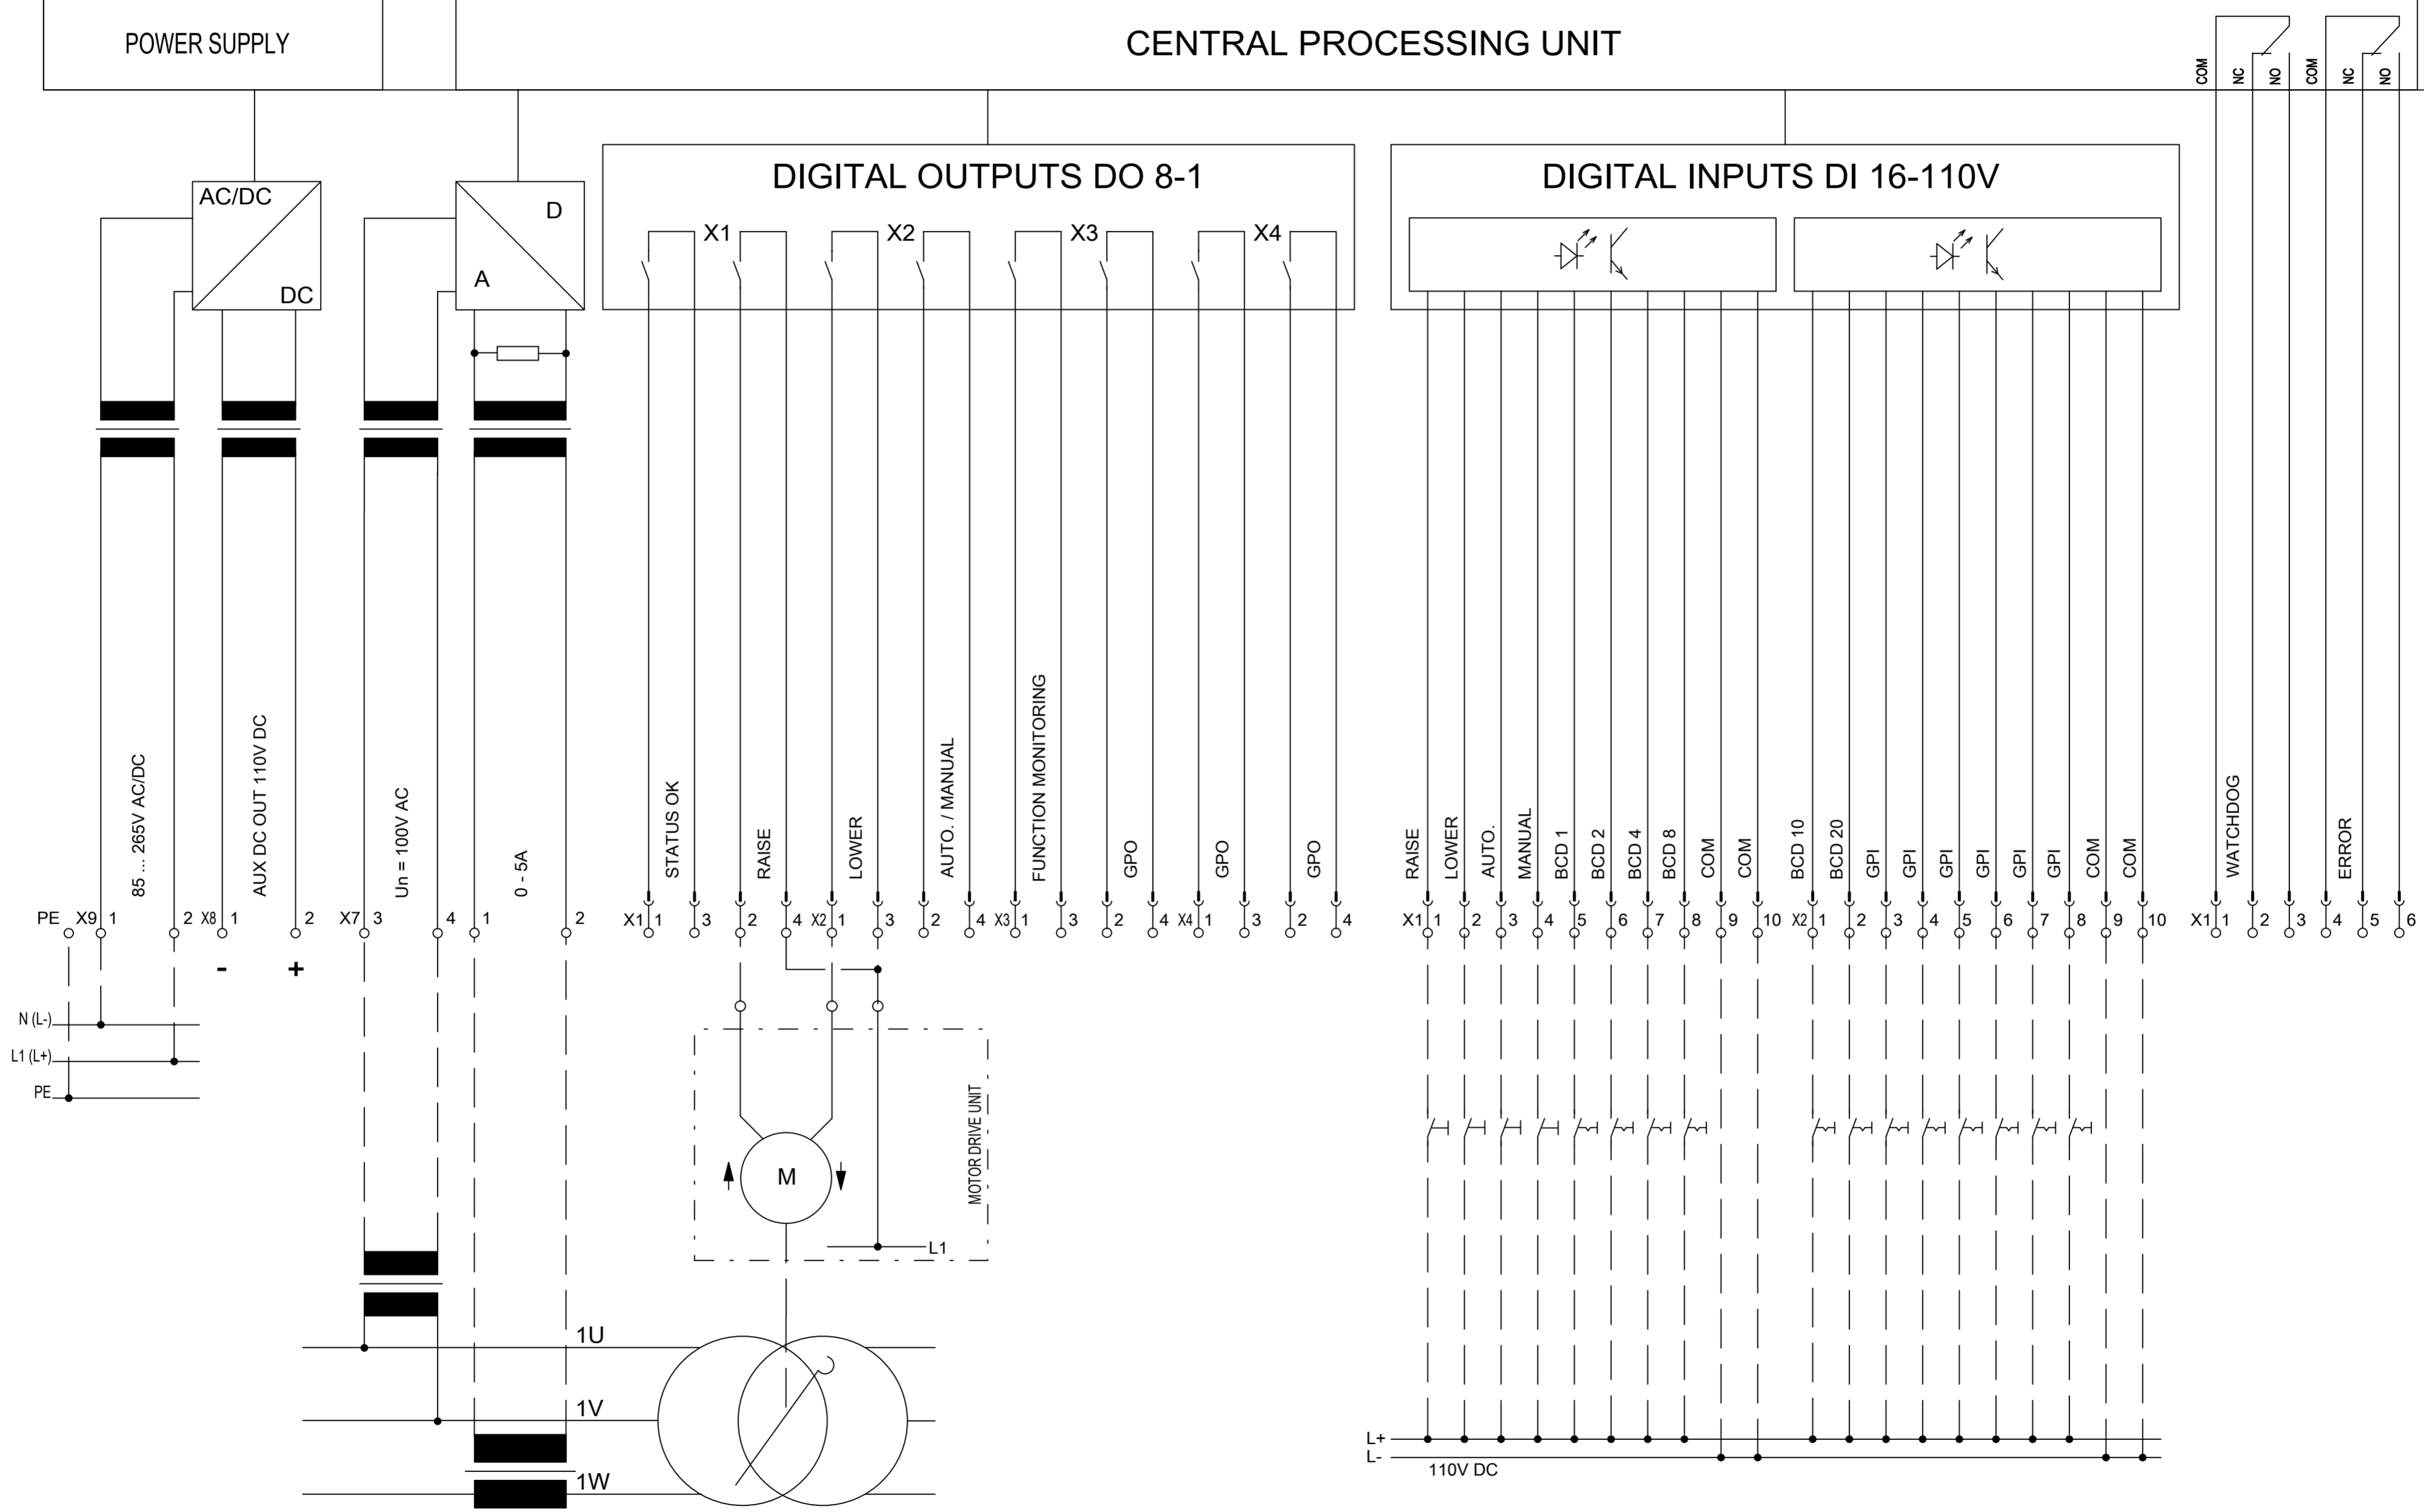 POWER SUPPLY
CENTRAL PROCESSING UNIT
COM
NC
NO
COM
NC
NO
AC/DC
DC
D
A
DIGITAL OUTPUTS DO 8-1
X1
X2
X3
X4
DIGITAL INPUTS DI 16-110V
85 ... 265V AC/DC
AUX DC OUT 110V DC
Un = 100V AC
0 - 5A
STATUS OK
RAISE
LOWER
AUTO. / MANUAL
FUNCTION MONITORING
GPO
GPO
GPO
RAISE
LOWER
AUTO.
MANUAL
BCD 1
BCD 2
BCD 4
BCD 8
COM
COM
BCD 10
BCD 20
GPI
GPI
GPI
GPI
GPI
GPI
COM
COM
WATCHDOG
ERROR
PE X9 1 2 X8 1 2 X7 3 4 1 2 X1 1 3 2 4 X2 1 3 2 4 X3 1 3 2 4 X4 1 3 2 4 X1 1 2 3 4 5 6 7 8 9 10 X2 1 2 3 4 5 6 7 8 9 10 X1 1 2 3 4 5 6
- +
N (L-)
L1 (L+)
PE
MOTOR DRIVE UNIT
M
L1
1U
1V
1W
L+
L-
110V DC